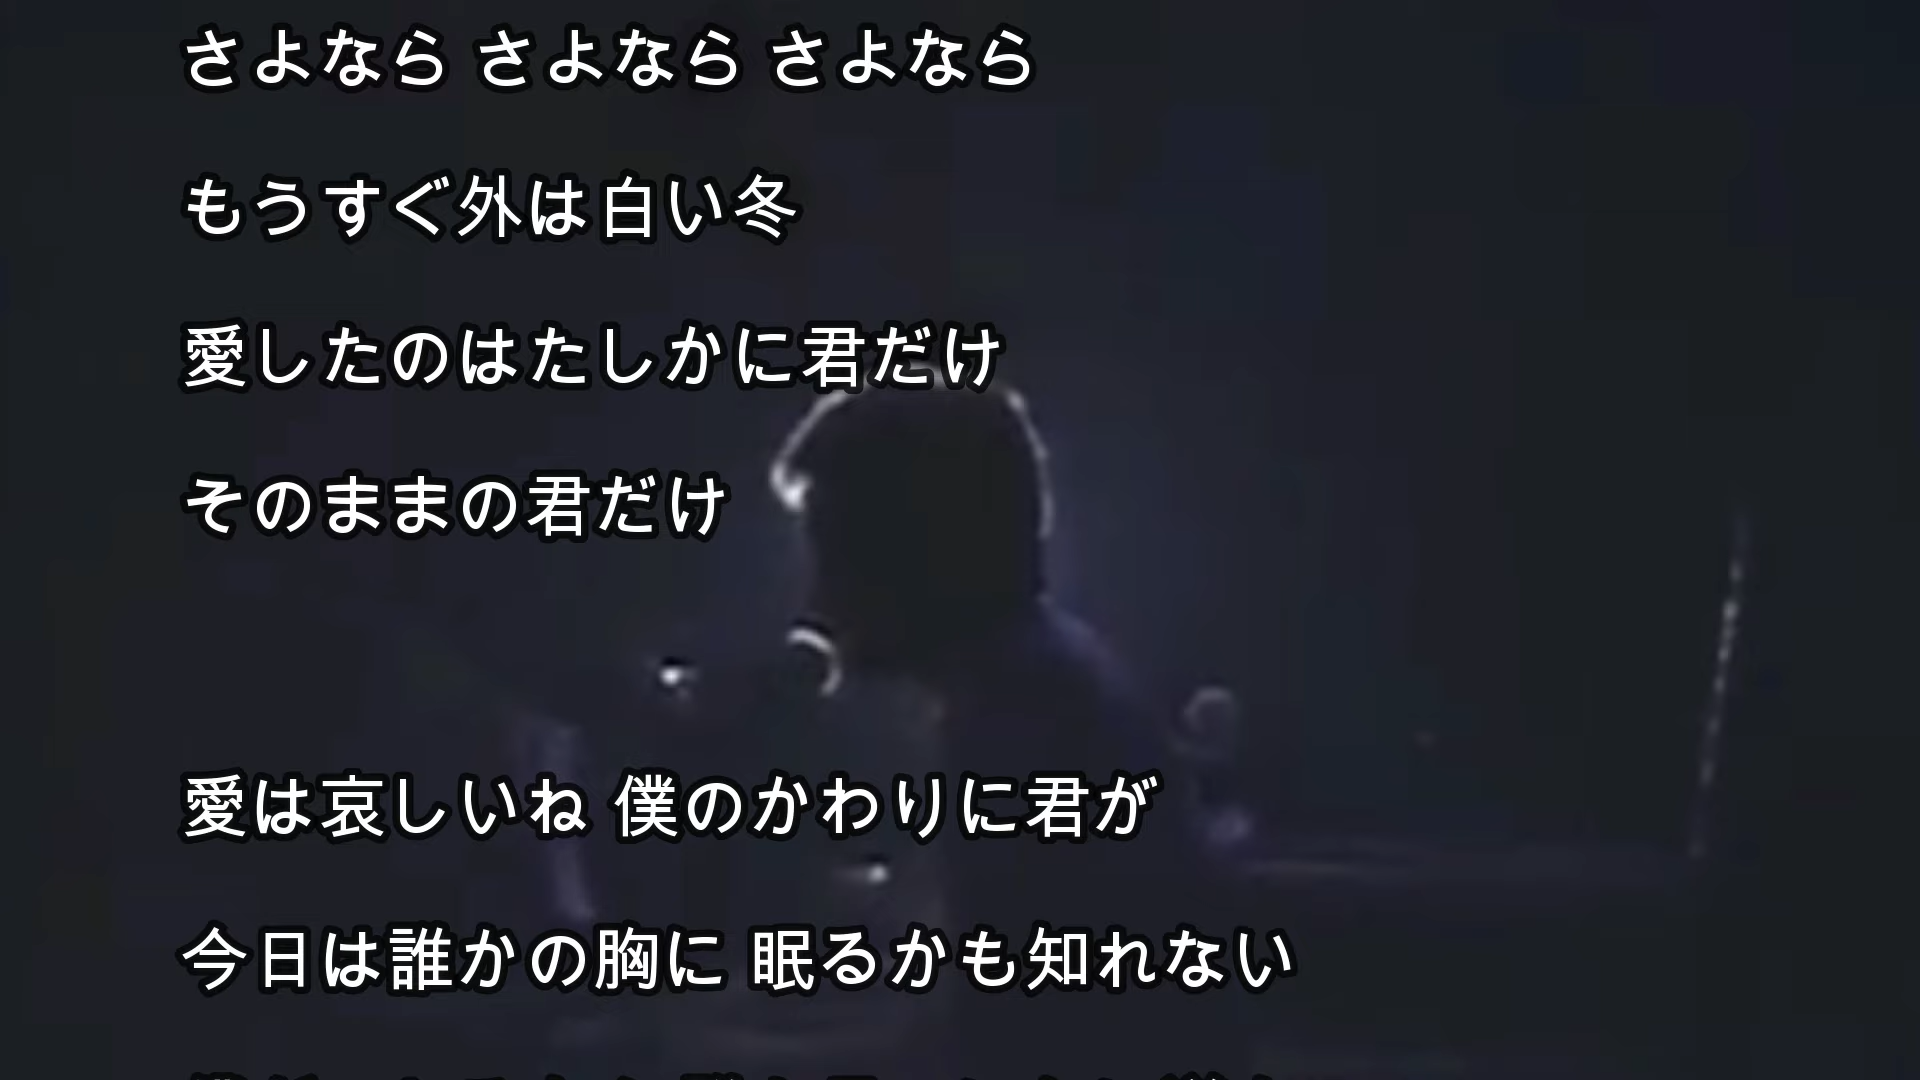 さよなら さよなら さよなら
もうすぐ外は白い冬
愛したのはたしかに君だけ
そのままの君だけ
愛は哀しいね 僕のかわりに君が
今日は誰かの胸に 眠るかも知れない